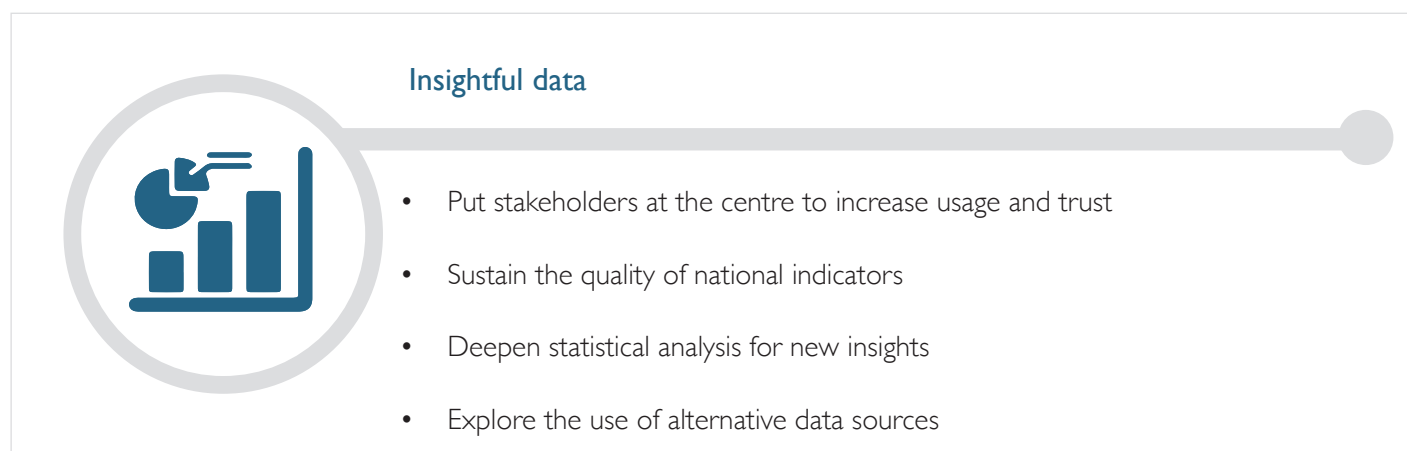 Insightful data
• Put stakeholders at the centre to increase usage and trust
• Sustain the quality of national indicators
• Deepen statistical analysis for new insights
• Explore the use of alternative data sources